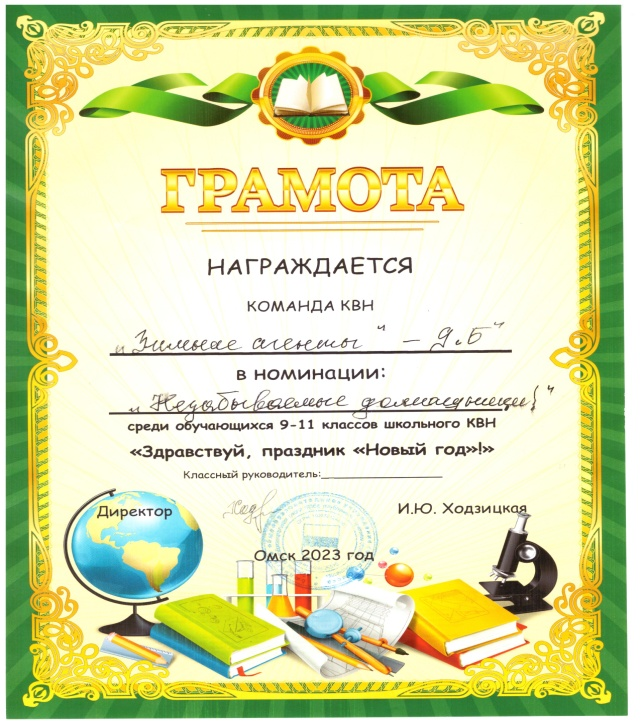 ГРАМОТА
НАГРАЖДАЕТСЯ
КОМАНДА КВН
„Зимние агенты" – 9„Б"
в номинации:
„Незабываемые !"
среди обучающихся 9-11 классов школьного КВН
«Здравствуй, праздник «Новый год»!»
Классный руководитель:
Директор И.Ю. Ходзицкая
Омск 2023 год